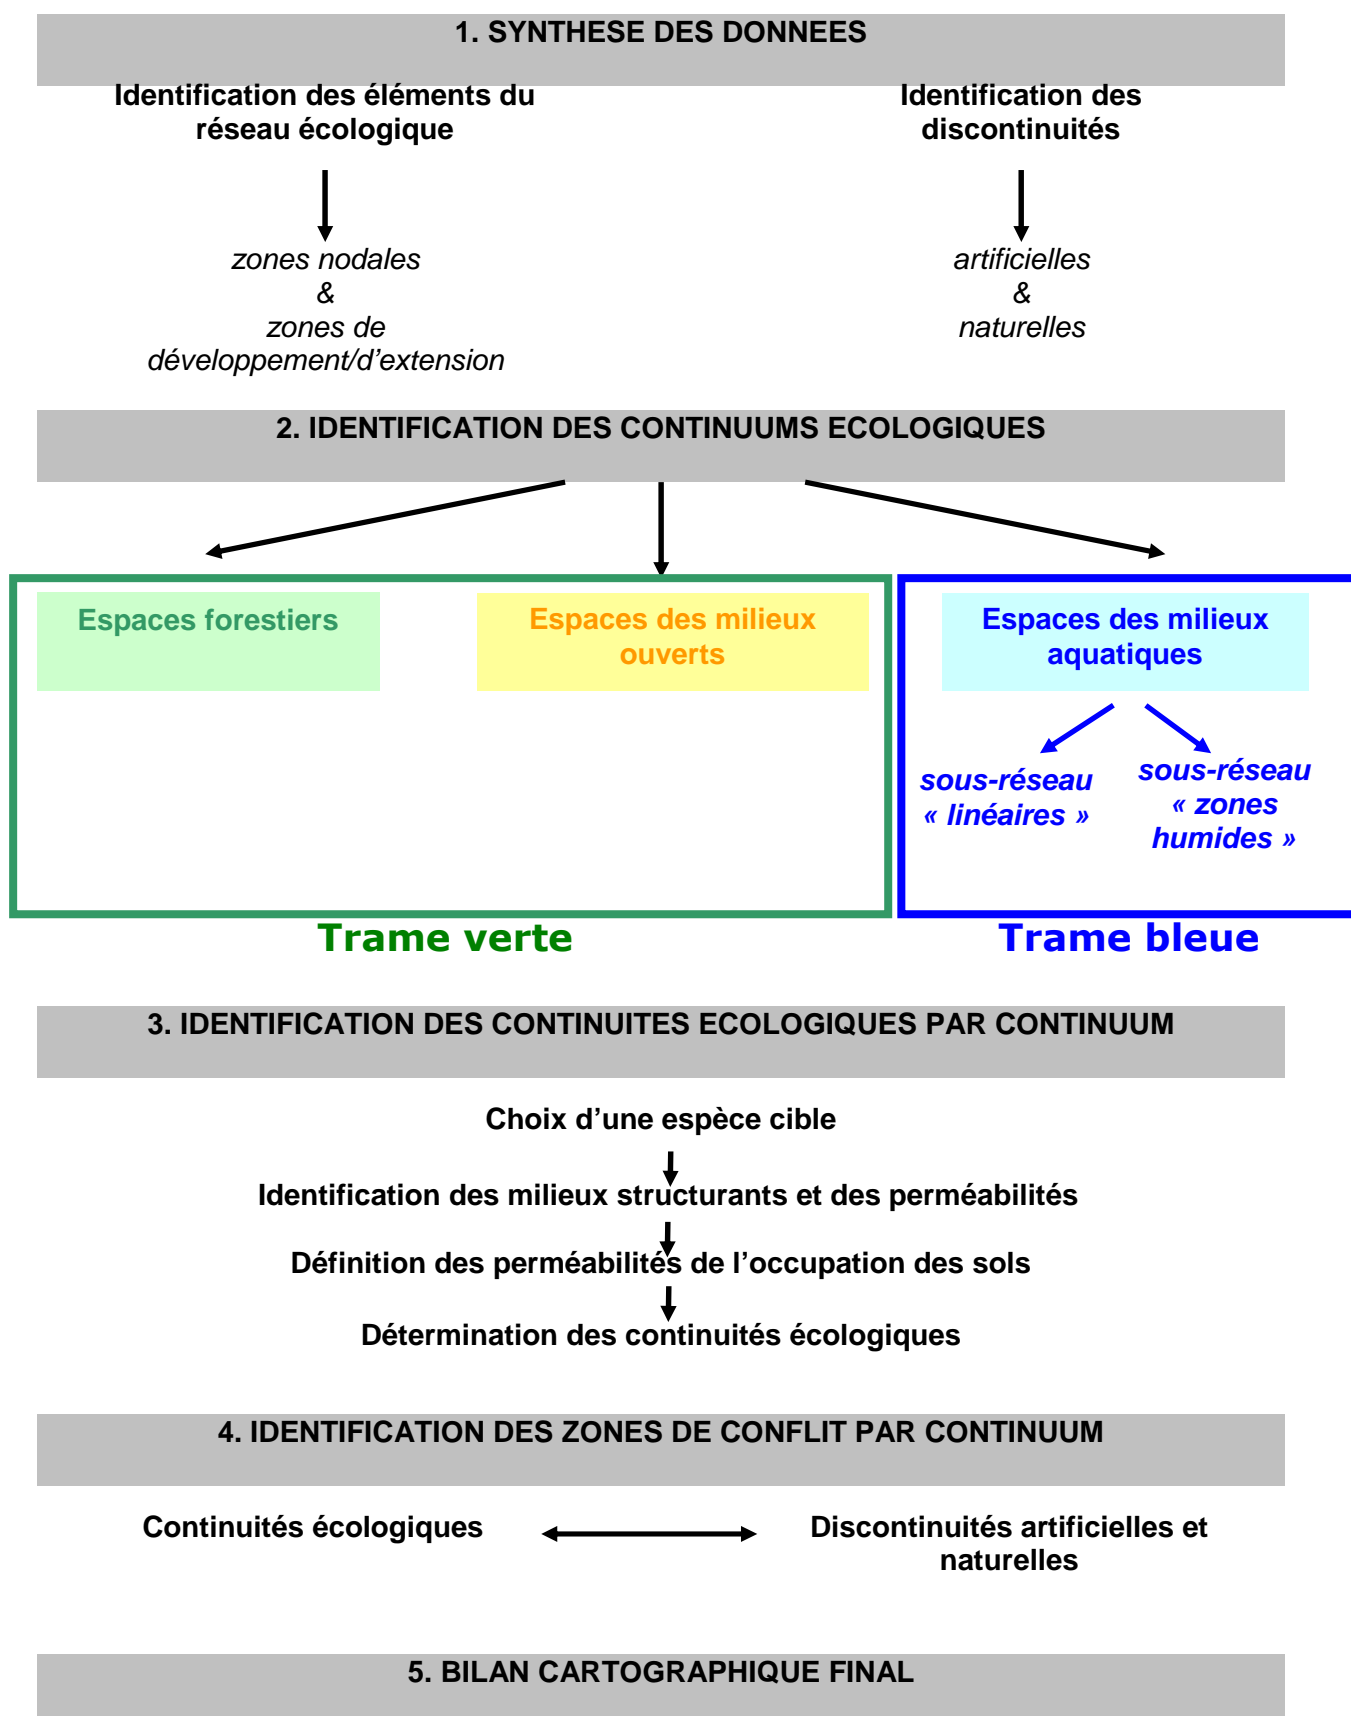 1. SYNTHESE DES DONNEES
Identification des éléments du
réseau écologique
zones nodales
&
zones de
développement/d’extension
Identification des
discontinuités
artificielles
&
naturelles
2. IDENTIFICATION DES CONTINUUMS ECOLOGIQUES
Espaces forestiers
Espaces des milieux
ouverts
Trame verte
Espaces des milieux
aquatiques
sous-réseau
« linéaires »
sous-réseau
« zones
humides »
Trame bleue
3. IDENTIFICATION DES CONTINUITES ECOLOGIQUES PAR CONTINUUM
Choix d’une espèce cible
Identification des milieux structurants et des perméabilités
Définition des perméabilités de l’occupation des sols
Détermination des continuités écologiques
4. IDENTIFICATION DES ZONES DE CONFLIT PAR CONTINUUM
Continuités écologiques
Discontinuités artificielles et
naturelles
5. BILAN CARTOGRAPHIQUE FINAL